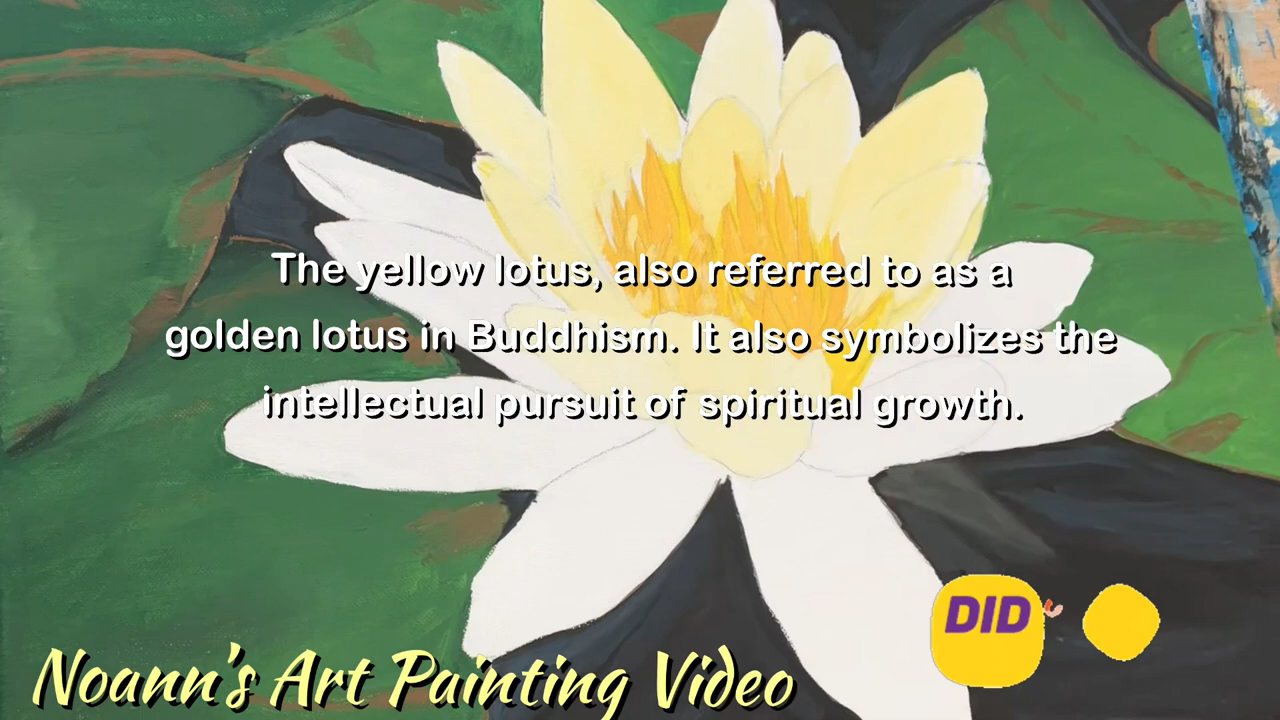 The yellow lotus, also referred to as a
golden lotus in Buddhism. It also symbolizes the
intellectual pursuit of spiritual growth.
DID
Noann's Art Painting Video